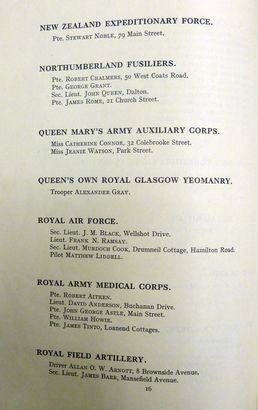 NEW ZEALAND EXPEDITIONARY FORCE.
Pte. STEWART NOBLE, 79 Main Street.
NORTHUMBERLAND FUSILIERS.
Pte. ROBERT CHALMERS, 50 West Coats Road.
Pte. GEORGE GRANT.
Sec. Lieut. JOHN QUEEN, Dalton.
Pte. JAMES ROME, 21 Church Street.
QUEEN MARY'S ARMY AUXILIARY CORPS.
Miss CATHERINE CONNOR, 32 Colebrooke Street.
Miss JEANIE WATSON, Park Street.
QUEEN'S OWN ROYAL GLASGOW YEOMANRY.
Trooper ALEXANDER GRAY.
ROYAL AIR FORCE.
Sec. Lieut. J. M. BLACK, Wellshot Drive.
Lieut. FRANK N. RAMSAY.
Sec. Lieut. MURDOCH COOK, Drumneil Cottage, Hamilton Road.
Pilot MATTHEW LIDDELL.
ROYAL ARMY MEDICAL CORPS.
Pte. ROBERT AITKEN.
Lieut. DAVID ANDERSON, Buchanan Drive.
Pte. JOHN GEORGE ASTLE, Main Street.
Pte. WILLIAM HOWIE.
Pte. JAMES TINTO, Loanend Cottages.
ROYAL FIELD ARTILLERY.
Driver ALLAN O. W. ARNOTT, 8 Brownside Avenue.
Sec. Lieut. JAMES BAER, Mansefield Avenue.
16